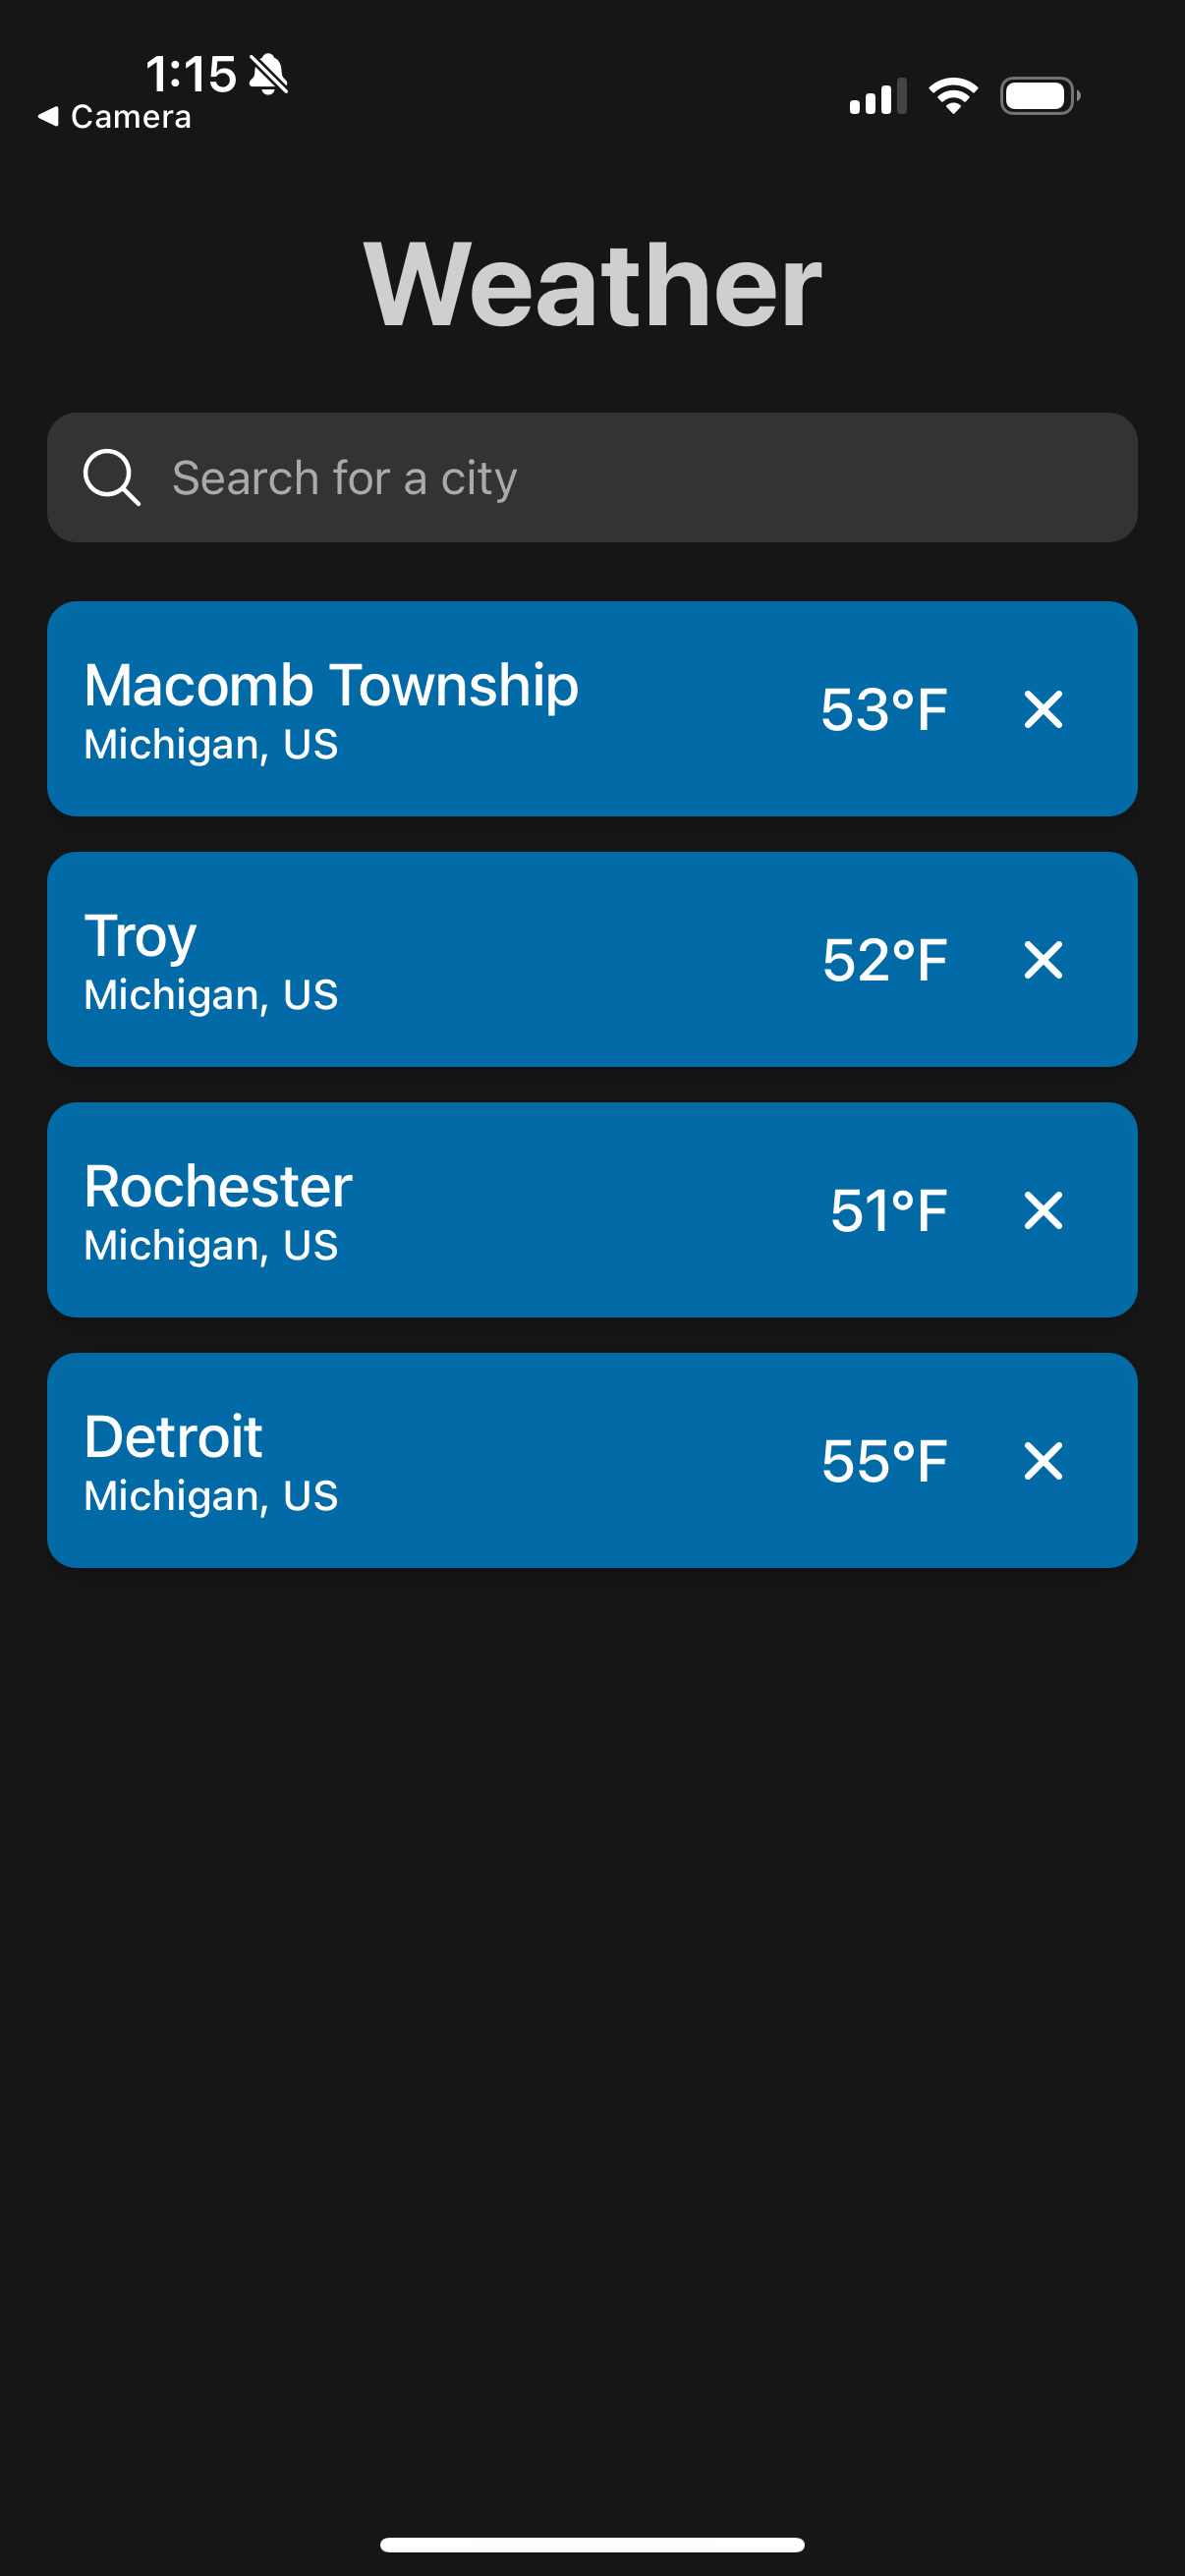 1:15
Camera
Weather
Search for a city
Macomb Township
Michigan, US
53°F
Troy
Michigan, US
52°F
Rochester
Michigan, US
51°F
Detroit
Michigan, US
55°F